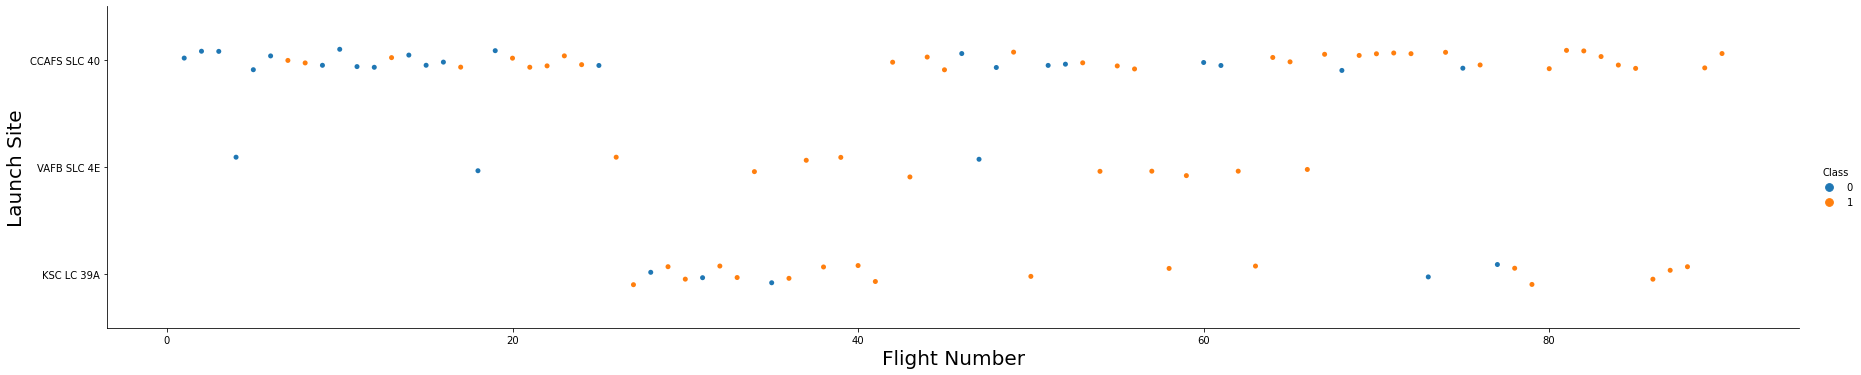 Launch Site
CCAFS SLC 40
VAFB SLC 4E
KSC LC 39A
0
20
40
60
80
Flight Number
Class
0
1